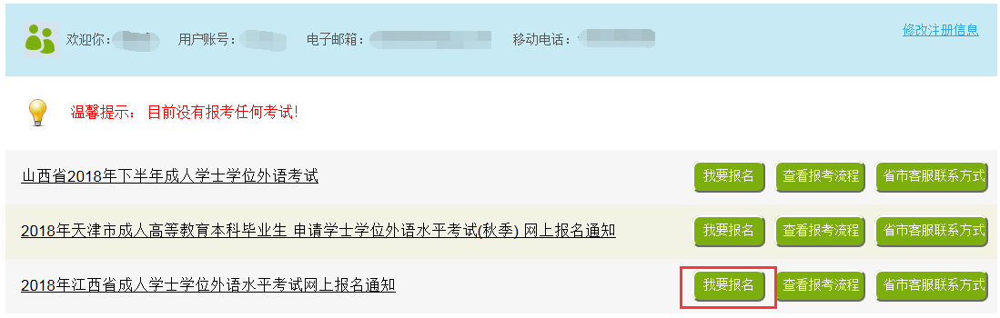 欢迎你： 用户账号： 电子邮箱： 移动电话： 修改注册信息
温馨提示： 目前没有报考任何考试！
山西省2018年下半年成人学士学位外语考试 我要报名 查看报考流程 省市客服联系方式
2018年天津市成人高等教育本科毕业生 申请学士学位外语水平考试(秋季) 网上报名通知 我要报名 查看报考流程 省市客服联系方式
2018年江西省成人学士学位外语水平考试网上报名通知 我要报名 查看报考流程 省市客服联系方式